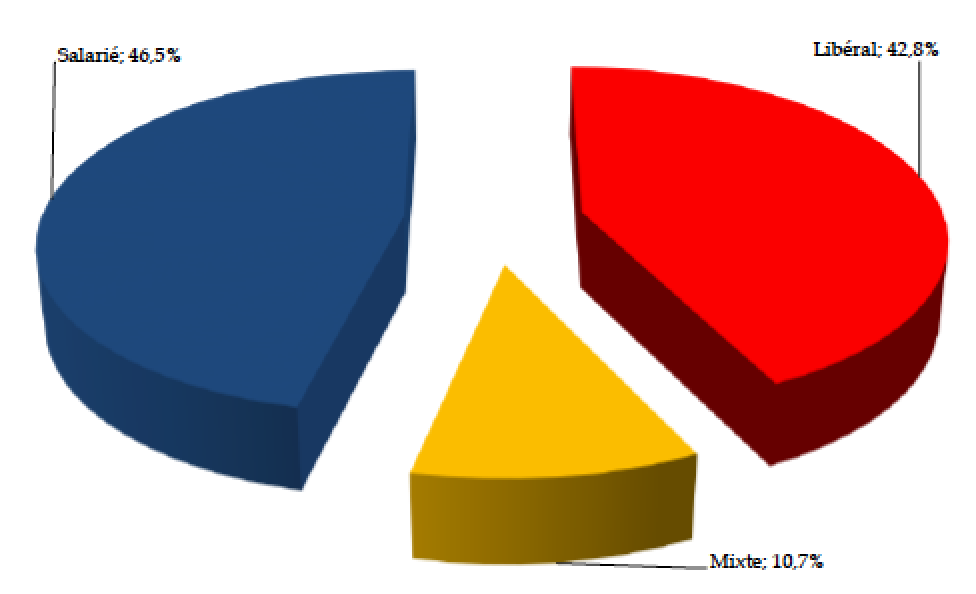 Salarié; 46,5%
Libéral; 42,8%
Mixte; 10,7%